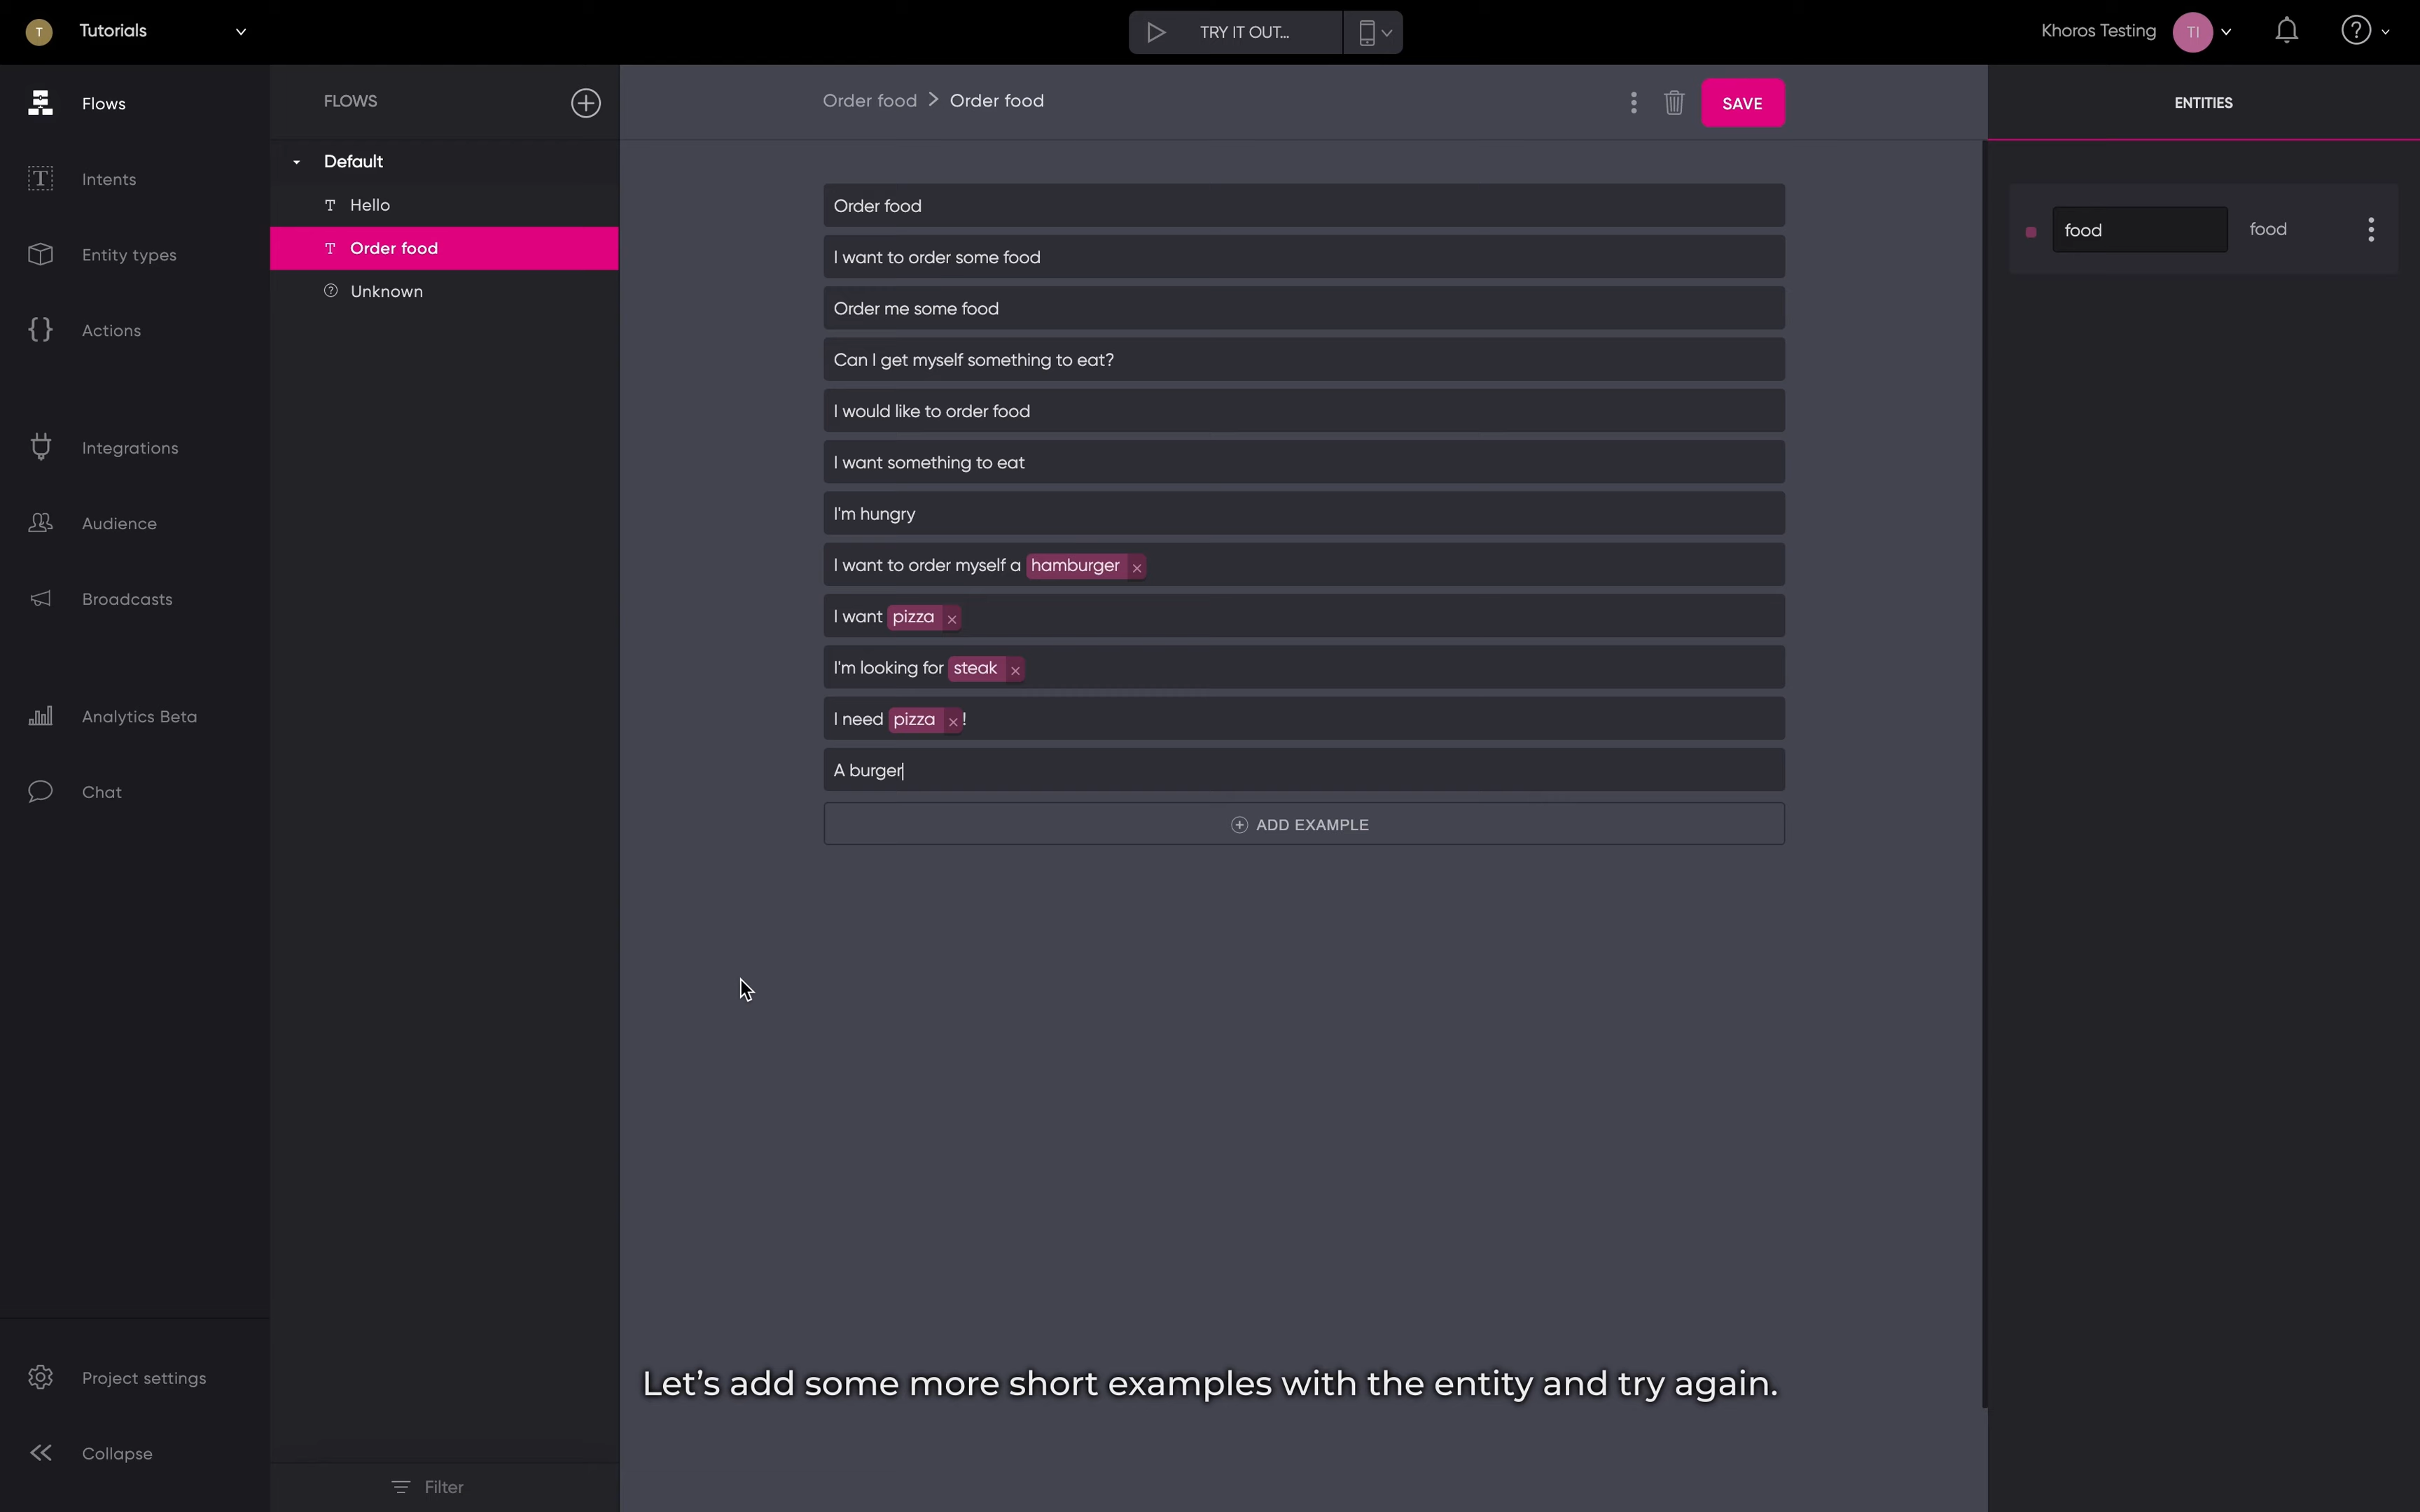 T Tutorials
TRY IT OUT...
Khoros Testing TI
Flows
Intents
Entity types
Actions
Integrations
Audience
Broadcasts
Analytics Beta
Chat
Project settings
Collapse
FLOWS
Default
T Hello
T Order food
Unknown
Filter
Order food > Order food
SAVE
Order food
I want to order some food
Order me some food
Can I get myself something to eat?
I would like to order food
I want something to eat
I'm hungry
I want to order myself a hamburger ×
I want pizza ×
I'm looking for steak ×
I need pizza × !
A burger
ADD EXAMPLE
ENTITIES
food food
Let’s add some more short examples with the entity and try again.